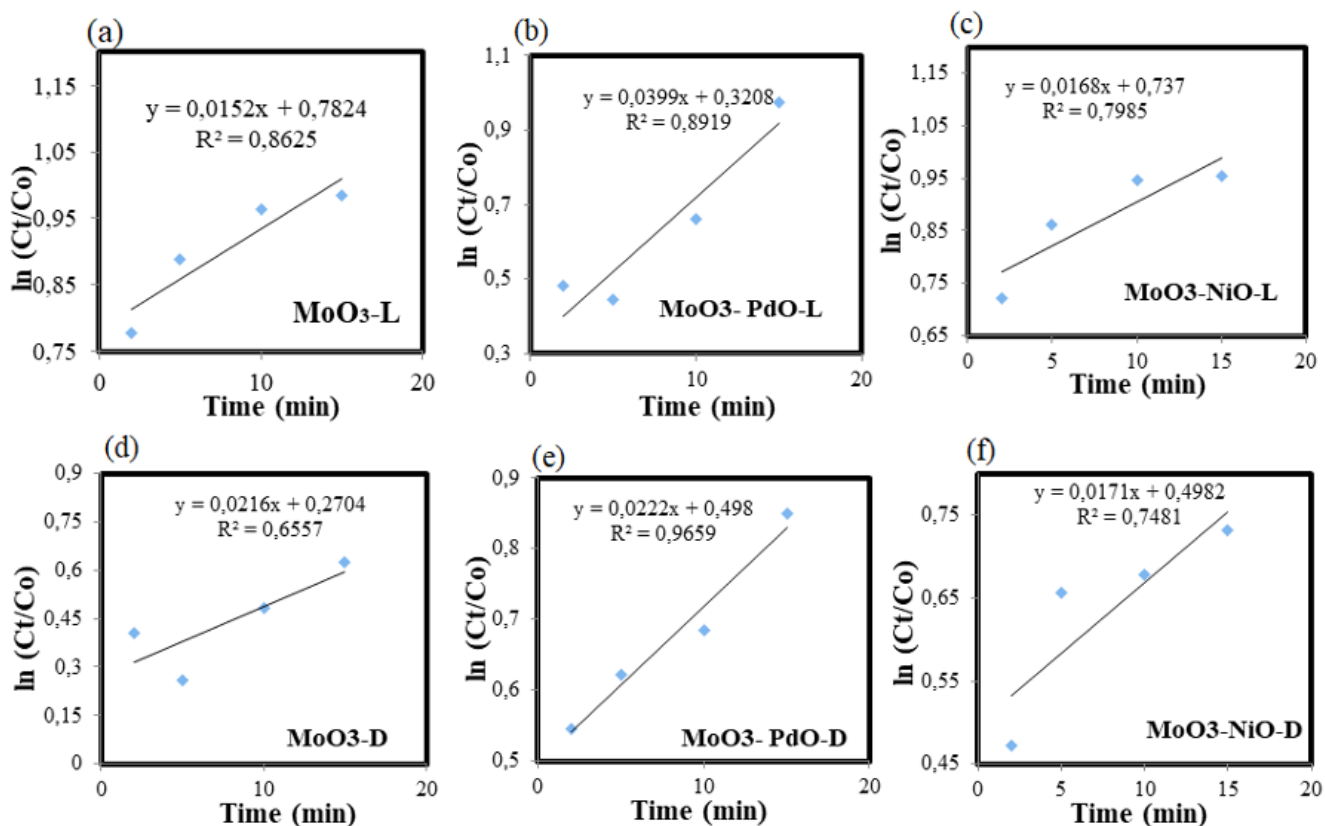 (a)
1,15
1,05
0,95
0,85
0,75
ln (Ct/Co)
y = 0,0152x + 0,7824
R² = 0,8625
MoO₃-L
0
10
20
Time (min)
(b)
1,1
0,9
0,7
0,5
0,3
ln (Ct/Co)
y = 0,0399x + 0,3208
R² = 0,8919
MoO3- PdO-L
0
10
20
Time (min)
(c)
1,15
1,05
0,95
0,85
0,75
0,65
ln (Ct/Co)
y = 0,0168x + 0,737
R² = 0,7985
MoO3-NiO-L
0
5
10
15
20
Time (min)
(d)
0,9
0,75
0,6
0,45
0,3
0,15
0
ln (Ct/Co)
y = 0,0216x + 0,2704
R² = 0,6557
MoO3-D
0
10
20
Time (min)
(e)
0,9
0,8
0,7
0,6
0,5
ln (Ct/Co)
y = 0,0222x + 0,498
R² = 0,9659
MoO3- PdO-D
0
10
20
Time (min)
(f)
0,75
0,65
0,55
0,45
ln (Ct/Co)
y = 0,0171x + 0,4982
R² = 0,7481
MoO3-NiO-D
0
5
10
15
20
Time (min)